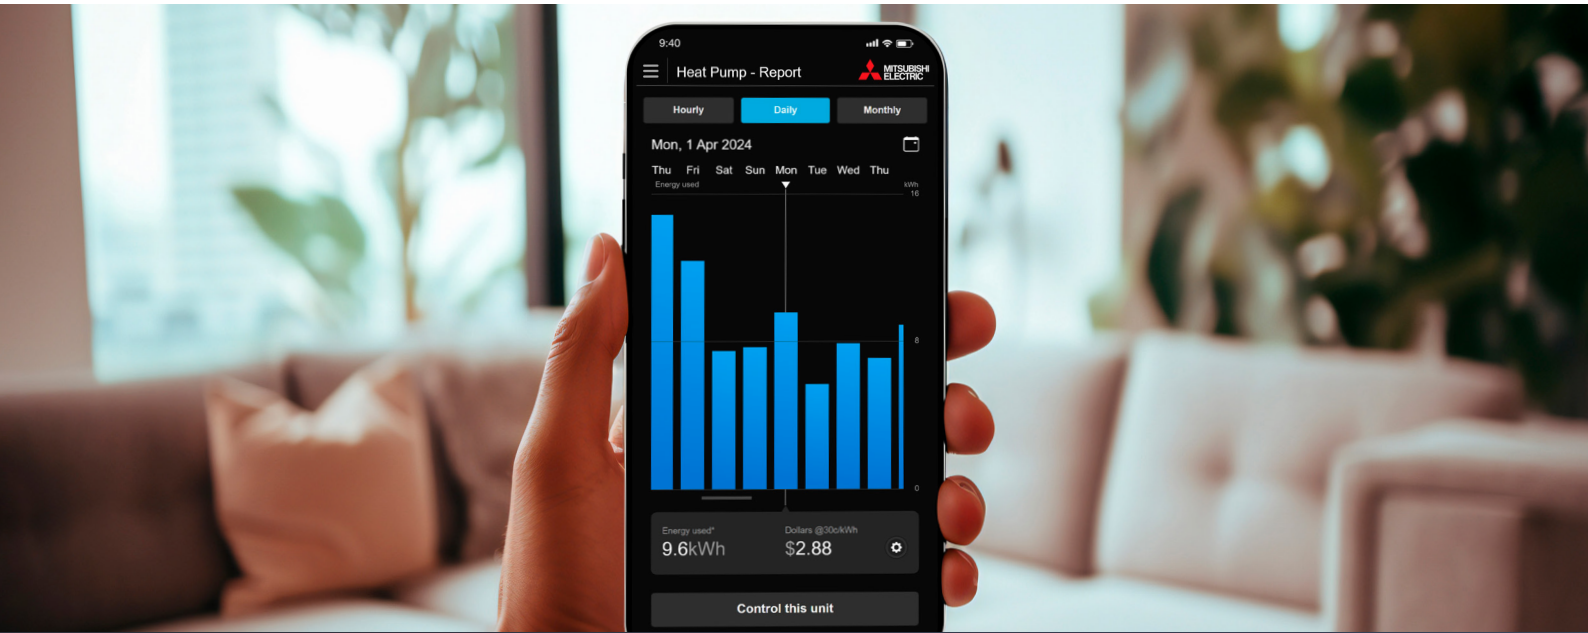 9:40
Heat Pump - Report
MITSUBISHI
ELECTRIC
Hourly Daily Monthly
Mon, 1 Apr 2024
Thu Fri Sat Sun Mon Tue Wed Thu
Energy used kWh
16
8
0
Energy used* Dollars @30c/kWh
9.6kWh $2.88
Control this unit